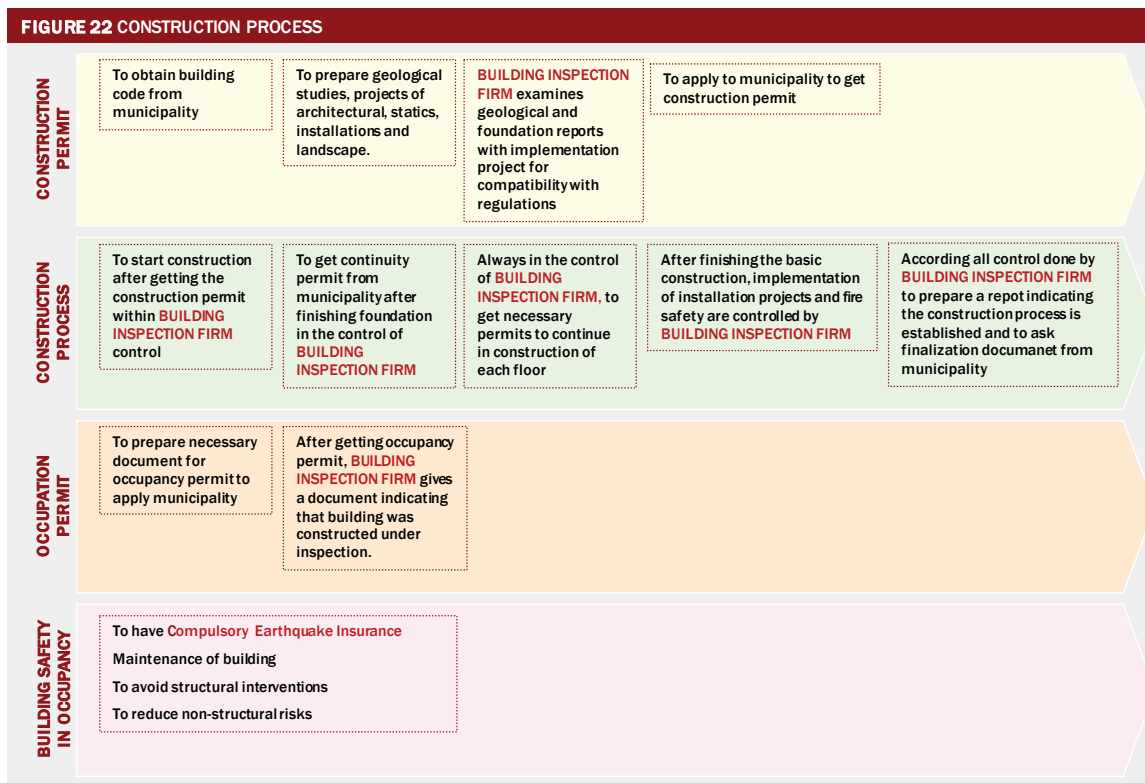 FIGURE 22 CONSTRUCTION PROCESS
CONSTRUCTION
PERMIT
To obtain building
code from
municipality
To prepare geological
studies, projects of
architectural, statics,
installations and
landscape.
BUILDING INSPECTION
FIRM examines
geological and
foundation reports
with implementation
project for
compatibility with
regulations
To apply to municipality to get
construction permit
CONSTRUCTION
PROCESS
To start construction
after getting the
construction permit
within BUILDING
INSPECTION FIRM
control
To get continuity
permit from
municipality after
finishing foundation
in the control of
BUILDING
INSPECTION FIRM
Always in the control
of BUILDING
INSPECTION FIRM, to
get necessary
permits to continue
in construction of
each floor
After finishing the basic
construction, implementation
of installation projects and fire
safety are controlled by
BUILDING INSPECTION FIRM
According all control done by
BUILDING INSPECTION FIRM
to prepare a repot indicating
the construction process is
established and to ask
finalization documanet from
municipality
OCCUPATION
PERMIT
To prepare necessary
document for
occupancy permit to
apply municipality
After getting occupancy
permit, BUILDING
INSPECTION FIRM gives
a document indicating
that building was
constructed under
inspection.
BUILDING SAFETY
IN OCCUPANCY
To have Compulsory Earthquake Insurance
Maintenance of building
To avoid structural interventions
To reduce non-structural risks